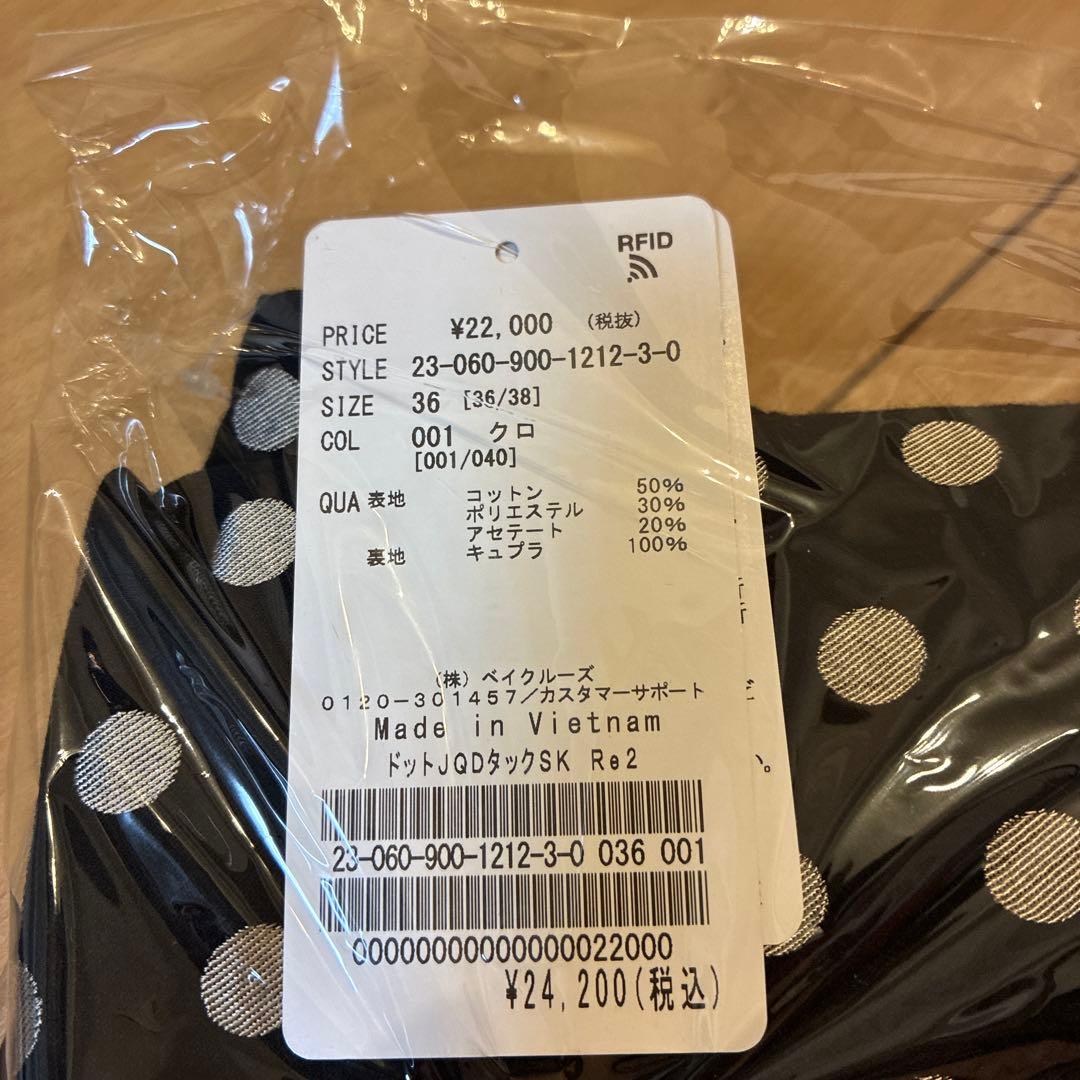 RFID
PRICE ¥22,000 (税抜)
STYLE 23-060-900-1212-3-0
SIZE 36 [36/38]
COL 001 クロ
[001/040]
QUA 表地 コットン 50%
ポリエステル 30%
アセテート 20%
裏地 キュプラ 100%
(株) ベイクルーズ
0120-301457/カスタマーサポート
Made in Vietnam
ドットJQDタックSK Re2
23-060-900-1212-3-0 036 001
00000000000000022000
¥24,200(税込)